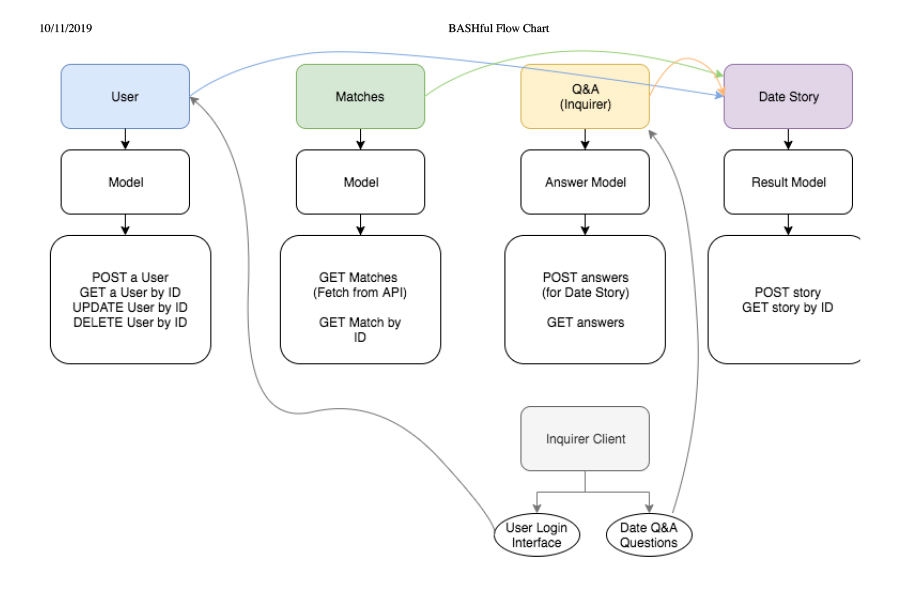 10/11/2019
BASHful Flow Chart
User
Matches
Q&A
(Inquirer)
Date Story
Model
Model
Answer Model
Result Model
POST a User
GET a User by ID
UPDATE User by ID
DELETE User by ID
GET Matches
(Fetch from API)
GET Match by
ID
POST answers
(for Date Story)
GET answers
POST story
GET story by ID
Inquirer Client
User Login
Interface
Date Q&A
Questions